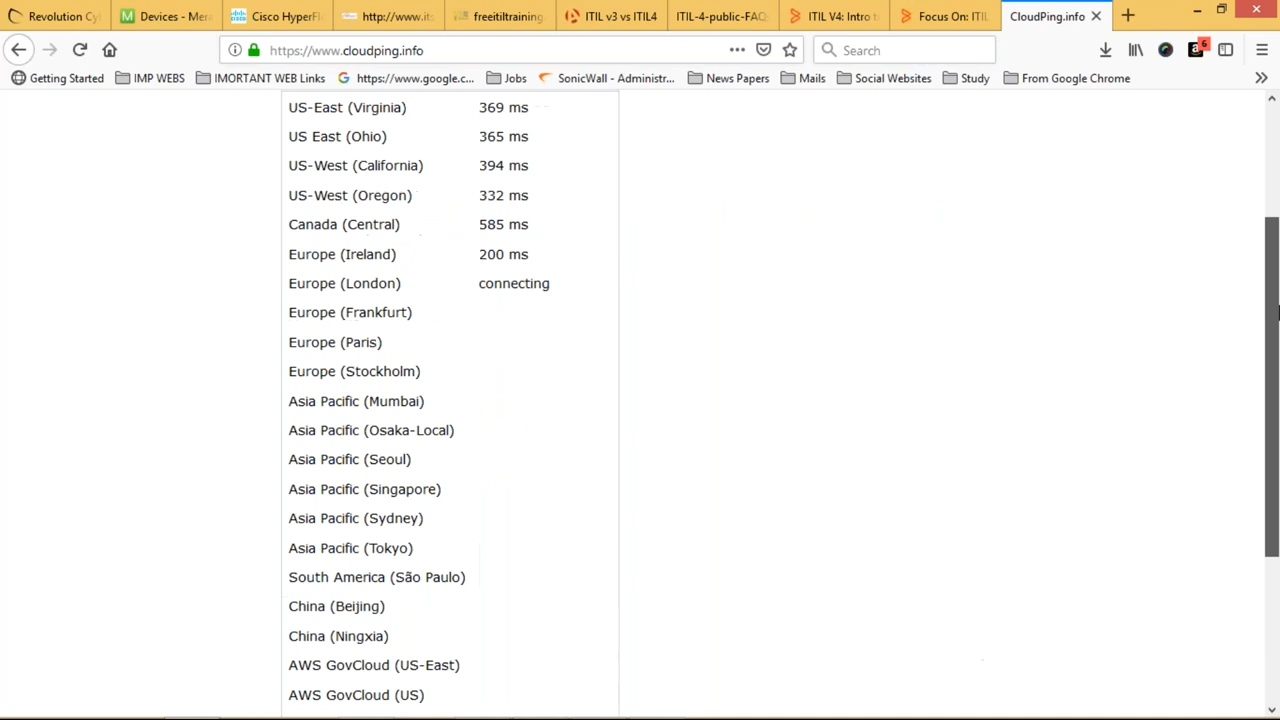 Revolution Cy
Devices - Mera
Cisco HyperFl
http://www.its
freeitiltraining
ITIL v3 vs ITIL4
ITIL-4-public-FAQ
ITIL V4: Intro t
Focus On: ITIL
CloudPing.info
https://www.cloudping.info
Search
6
Getting Started
IMP WEBS
IMORTANT WEB Links
https://www.google.c...
Jobs
SonicWall - Administr...
News Papers
Mails
Social Websites
Study
From Google Chrome
US-East (Virginia) 369 ms
US East (Ohio) 365 ms
US-West (California) 394 ms
US-West (Oregon) 332 ms
Canada (Central) 585 ms
Europe (Ireland) 200 ms
Europe (London) connecting
Europe (Frankfurt)
Europe (Paris)
Europe (Stockholm)
Asia Pacific (Mumbai)
Asia Pacific (Osaka-Local)
Asia Pacific (Seoul)
Asia Pacific (Singapore)
Asia Pacific (Sydney)
Asia Pacific (Tokyo)
South America (São Paulo)
China (Beijing)
China (Ningxia)
AWS GovCloud (US-East)
AWS GovCloud (US)